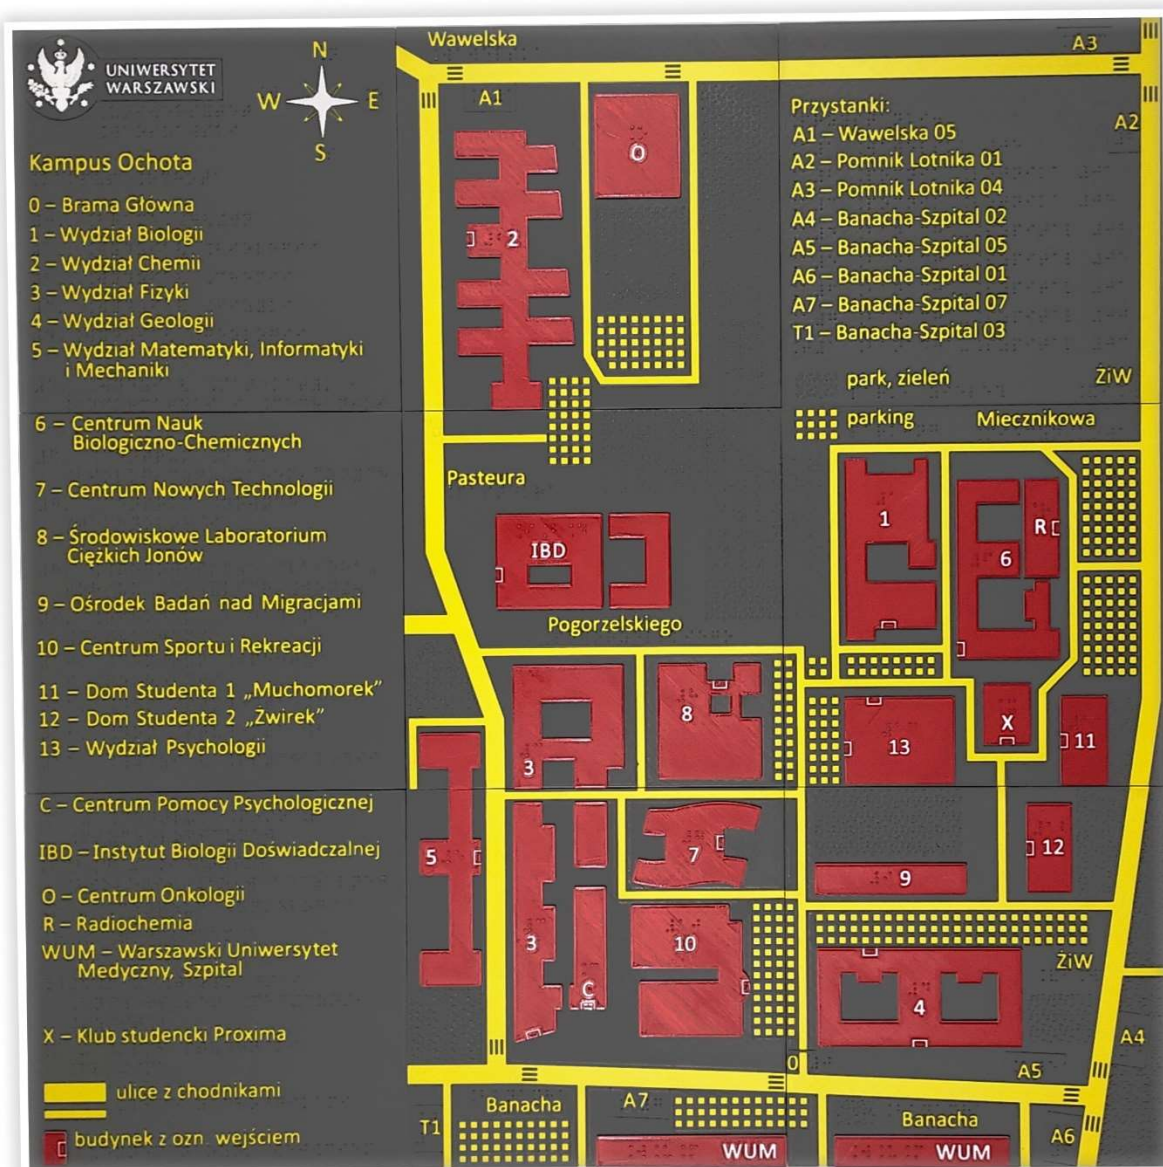 UNIWERSYTET
WARSZAWSKI
N
W E
S
Kampus Ochota
0 – Brama Główna
1 – Wydział Biologii
2 – Wydział Chemii
3 – Wydział Fizyki
4 – Wydział Geologii
5 – Wydział Matematyki, Informatyki
i Mechaniki
6 – Centrum Nauk
Biologiczno-Chemicznych
7 – Centrum Nowych Technologii
8 – Środowiskowe Laboratorium
Ciężkich Jonów
9 – Ośrodek Badań nad Migracjami
10 – Centrum Sportu i Rekreacji
11 – Dom Studenta 1 „Muchomorek”
12 – Dom Studenta 2 „Żwirek”
13 – Wydział Psychologii
C – Centrum Pomocy Psychologicznej
IBD – Instytut Biologii Doświadczalnej
O – Centrum Onkologii
R – Radiochemia
WUM – Warszawski Uniwersytet
Medyczny, Szpital
X – Klub studencki Proxima
ulice z chodnikami
budynek z ozn. wejściem
Wawelska
A3
A1
A2
O
2
Przystanki:
A1 – Wawelska 05
A2 – Pomnik Lotnika 01
A3 – Pomnik Lotnika 04
A4 – Banacha-Szpital 02
A5 – Banacha-Szpital 05
A6 – Banacha-Szpital 01
A7 – Banacha-Szpital 07
T1 – Banacha-Szpital 03
park, zieleń
ŻiW
parking
Miecznikowa
Pasteura
1
R
6
IBD
Pogorzelskiego
8
X
13
11
3
5
7
12
9
3
10
C
ŻiW
4
0
A4
A5
Banacha
A7
T1
Banacha
A6
WUM
WUM